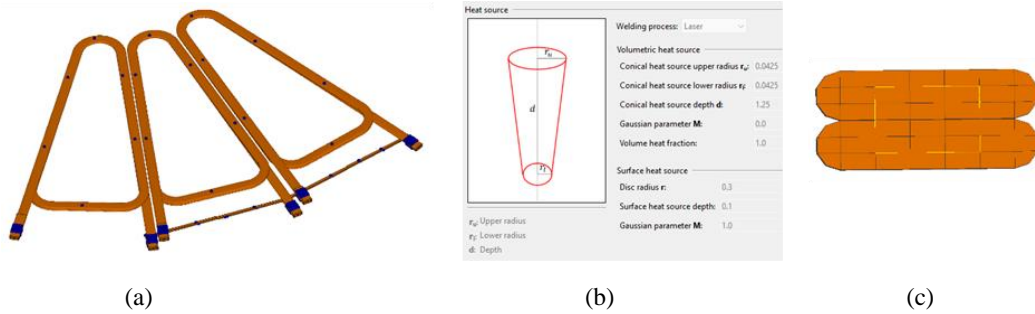 Heat source
Welding process: Laser
Volumetric heat source
Conical heat source upper radius rᵤ: 0.0425
Conical heat source lower radius rₗ: 0.0425
Conical heat source depth d: 1.25
Gaussian parameter M: 0.0
Volume heat fraction: 1.0
Surface heat source
Disc radius r: 0.3
Surface heat source depth: 0.1
Gaussian parameter M: 1.0
rᵤ
d
rₗ
rᵤ: Upper radius
rₗ: Lower radius
d: Depth
(a)
(b)
(c)